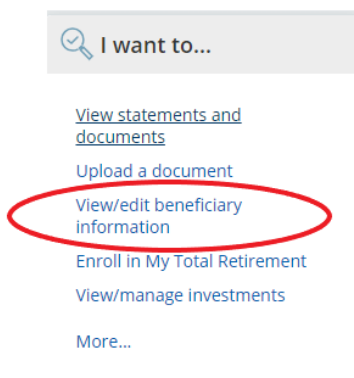 I want to...
View statements and
documents
Upload a document
View/edit beneficiary
information
Enroll in My Total Retirement
View/manage investments
More...